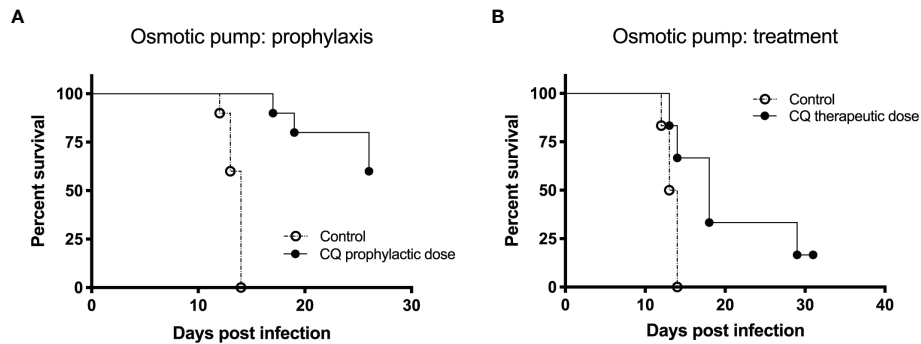 A
Osmotic pump: prophylaxis
Percent survival
100
75
50
25
0
0 10 20 30
Days post infection
Control
CQ prophylactic dose
B
Osmotic pump: treatment
Percent survival
100
75
50
25
0
0 10 20 30 40
Days post infection
Control
CQ therapeutic dose